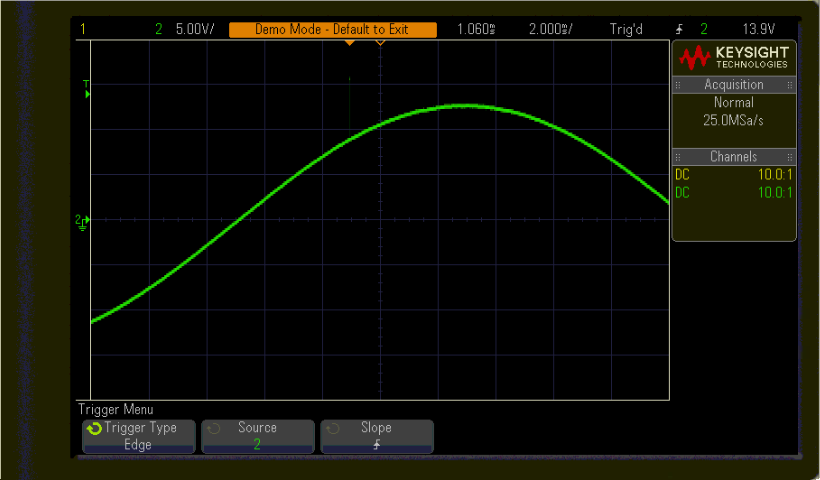 1 2 5.00V/ Demo Mode - Default to Exit 1.060ms 2.000ms/ Trig'd 2 13.9V
KEYSIGHT
TECHNOLOGIES
Acquisition
Normal
25.0MSa/s
Channels
DC 10.0:1
DC 10.0:1
T
2
Trigger Menu
Trigger Type
Edge
Source
2
Slope